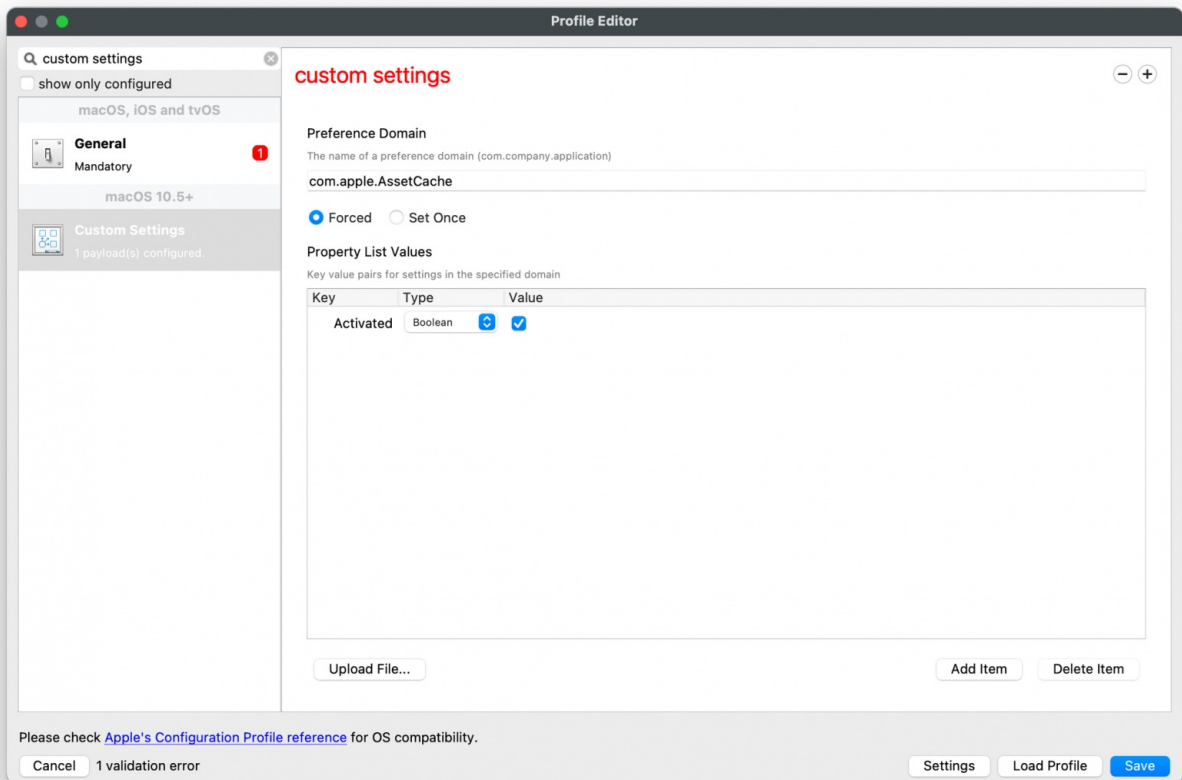 Profile Editor
custom settings
show only configured
macOS, iOS and tvOS
General
Mandatory
1
macOS 10.5+
Custom Settings
1 payload(s) configured.
custom settings
Preference Domain
The name of a preference domain (com.company.application)
com.apple.AssetCache
Forced Set Once
Property List Values
Key value pairs for settings in the specified domain
Key Type Value
Activated Boolean
Upload File... Add Item Delete Item
Please check Apple's Configuration Profile reference for OS compatibility.
Cancel 1 validation error Settings Load Profile Save